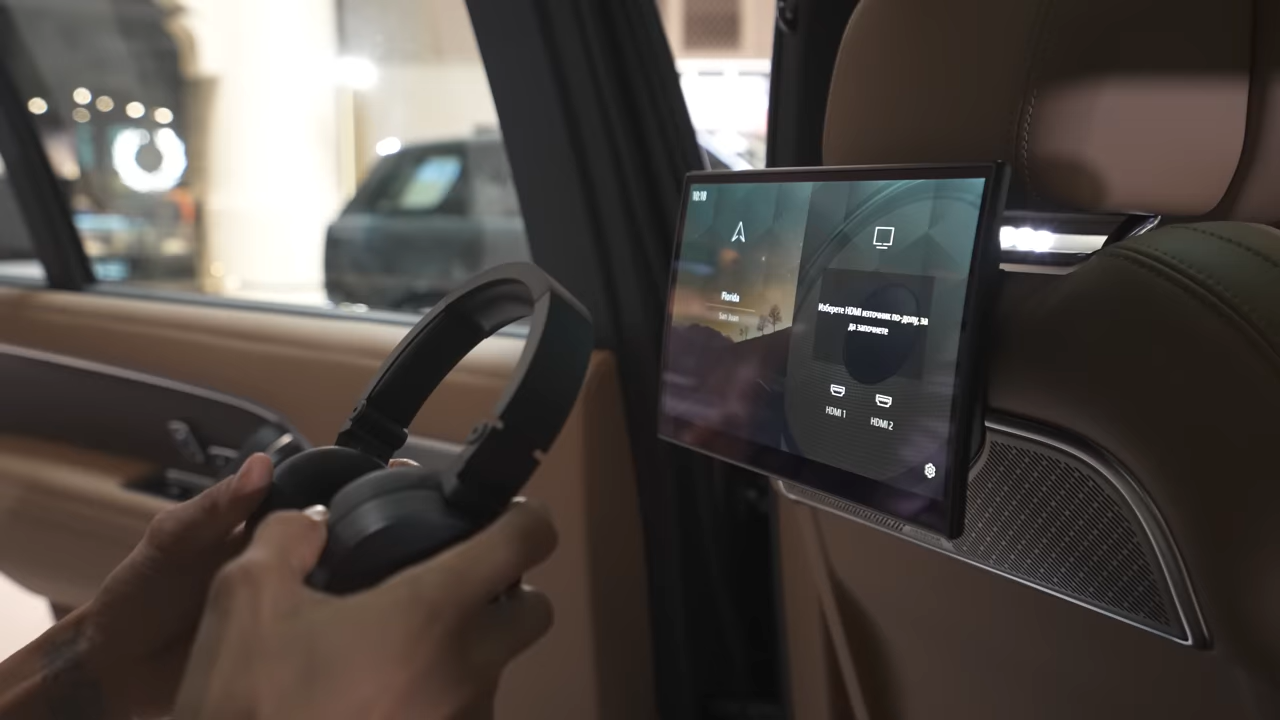 10:18
Florida
San Juan
Изберете HDMI източник по-долу, за
да започнете
HDMI 1
HDMI 2